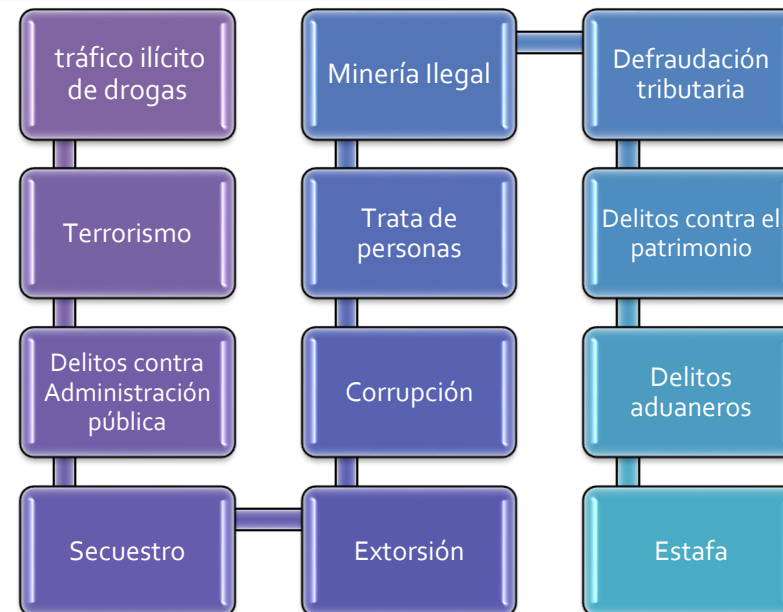 tráfico ilícito
de drogas
Terrorismo
Delitos contra
Administración
pública
Secuestro
Extorsión
Corrupción
Trata de
personas
Minería Ilegal
Defraudación
tributaria
Delitos contra el
patrimonio
Delitos
aduaneros
Estafa